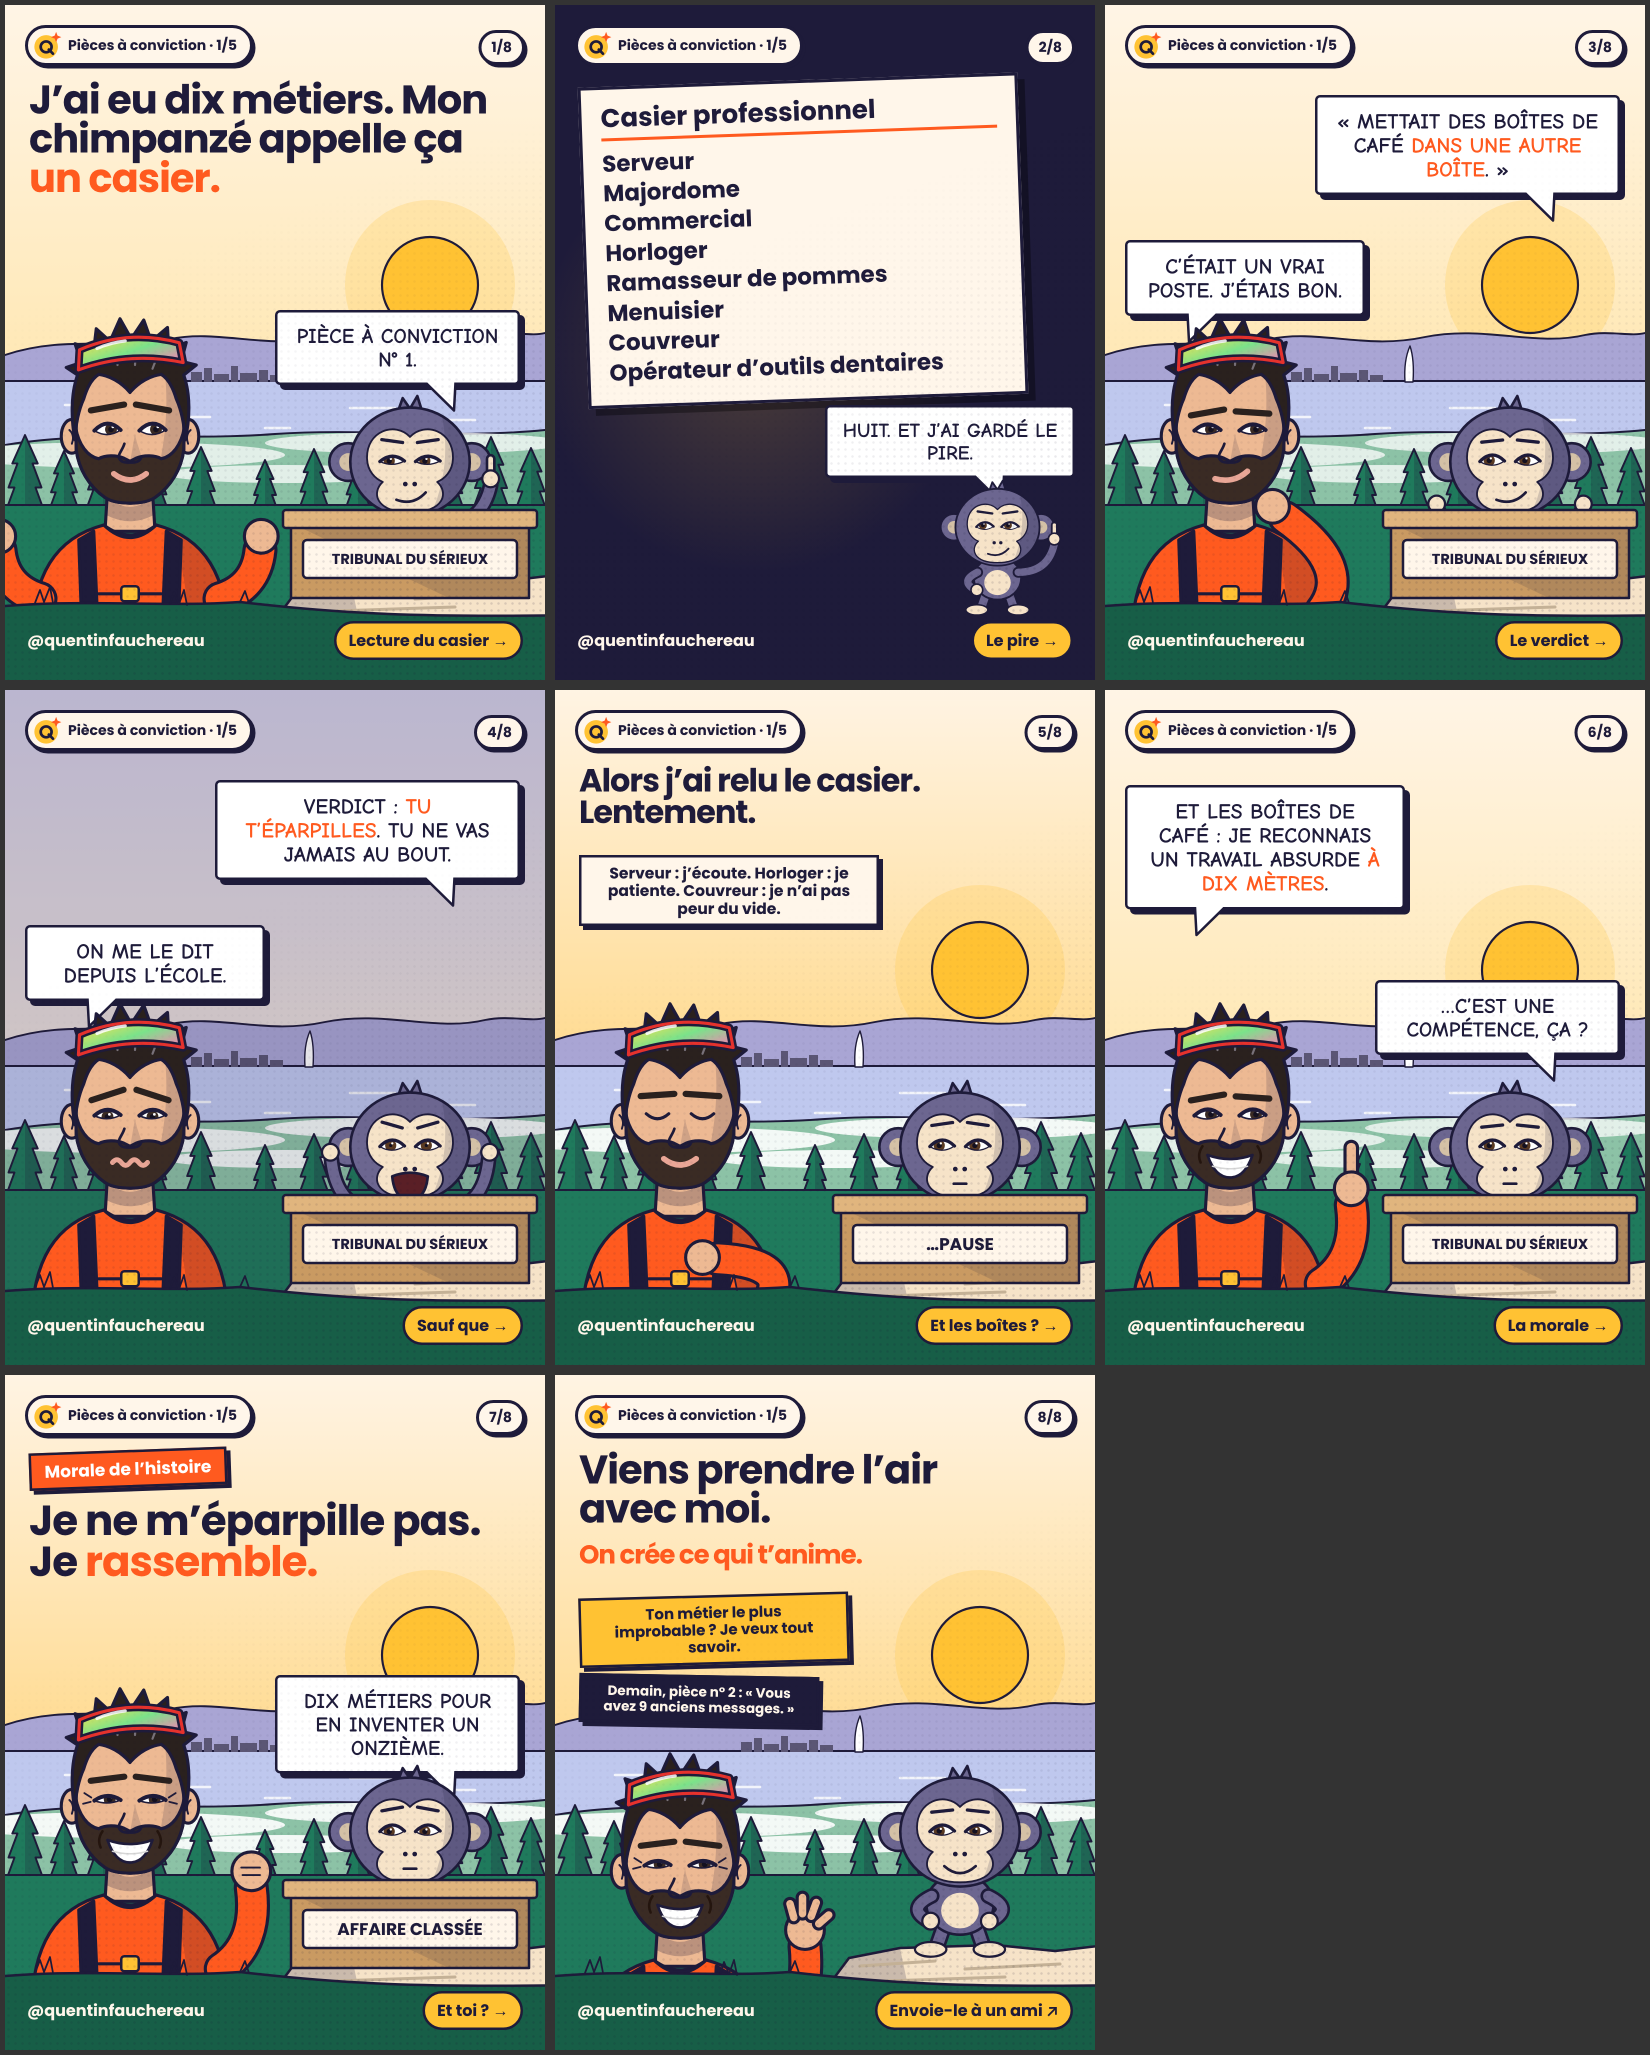 Q Pièces à conviction · 1/5
1/8
J'ai eu dix métiers. Mon
chimpanzé appelle ça
un casier.
PIÈCE À CONVICTION
N° 1.
TRIBUNAL DU SÉRIEUX
@quentinfauchereau
Lecture du casier →
Q Pièces à conviction · 1/5
2/8
Casier professionnel
Serveur
Majordome
Commercial
Horloger
Ramasseur de pommes
Menuisier
Couvreur
Opérateur d'outils dentaires
HUIT. ET J'AI GARDÉ LE
PIRE.
@quentinfauchereau
Le pire →
Q Pièces à conviction · 1/5
3/8
« METTAIT DES BOÎTES DE
CAFÉ DANS UNE AUTRE
BOÎTE. »
C'ÉTAIT UN VRAI
POSTE. J'ÉTAIS BON.
TRIBUNAL DU SÉRIEUX
@quentinfauchereau
Le verdict →
Q Pièces à conviction · 1/5
4/8
VERDICT : TU
T'ÉPARPILLES. TU NE VAS
JAMAIS AU BOUT.
ON ME LE DIT
DEPUIS L'ÉCOLE.
TRIBUNAL DU SÉRIEUX
@quentinfauchereau
Sauf que →
Q Pièces à conviction · 1/5
5/8
Alors j'ai relu le casier.
Lentement.
Serveur : j'écoute. Horloger : je
patiente. Couvreur : je n'ai pas
peur du vide.
...PAUSE
@quentinfauchereau
Et les boîtes ? →
Q Pièces à conviction · 1/5
6/8
ET LES BOÎTES DE
CAFÉ : JE RECONNAIS
UN TRAVAIL ABSURDE À
DIX MÈTRES.
...C'EST UNE
COMPÉTENCE, ÇA ?
TRIBUNAL DU SÉRIEUX
@quentinfauchereau
La morale →
Q Pièces à conviction · 1/5
7/8
Morale de l'histoire
Je ne m'éparpille pas.
Je rassemble.
DIX MÉTIERS POUR
EN INVENTER UN
ONZIÈME.
AFFAIRE CLASSÉE
@quentinfauchereau
Et toi ? →
Q Pièces à conviction · 1/5
8/8
Viens prendre l'air
avec moi.
On crée ce qui t'anime.
Ton métier le plus
improbable ? Je veux tout
savoir.
Demain, pièce n° 2 : « Vous
avez 9 anciens messages. »
@quentinfauchereau
Envoie-le à un ami ↗